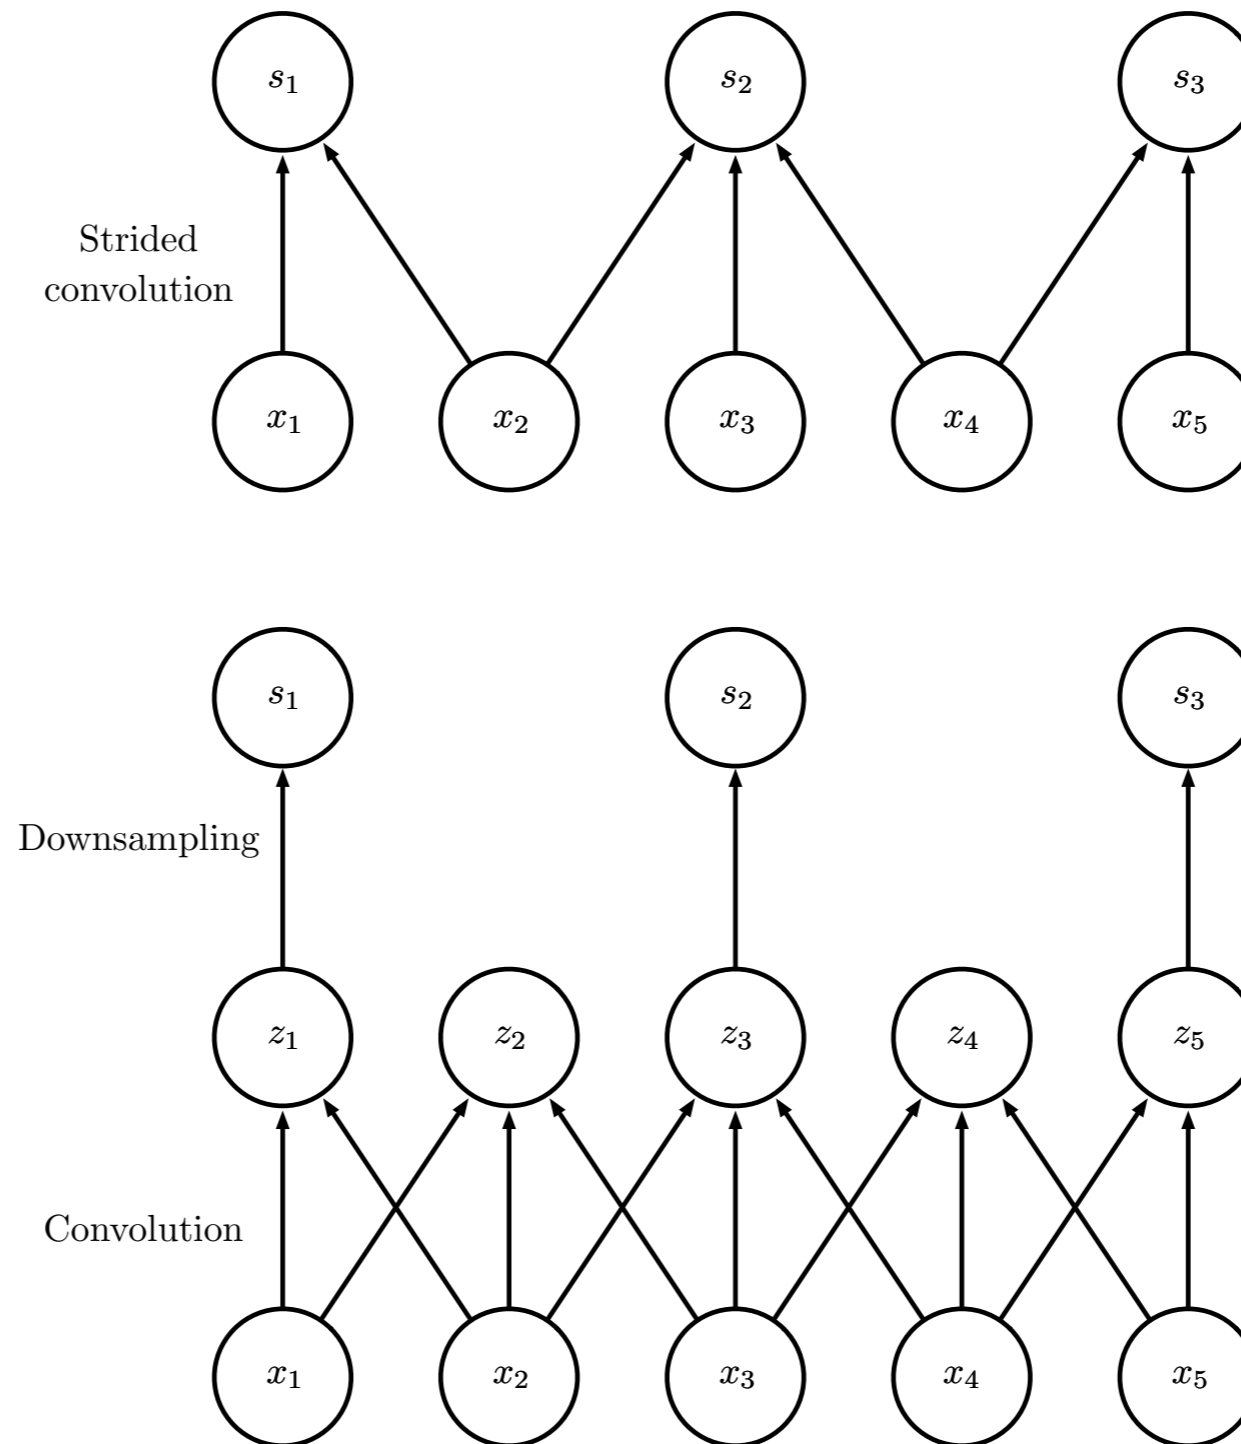 s₁ s₂ s₃
Strided
convolution
x₁ x₂ x₃ x₄ x₅
s₁ s₂ s₃
Downsampling
z₁ z₂ z₃ z₄ z₅
Convolution
x₁ x₂ x₃ x₄ x₅